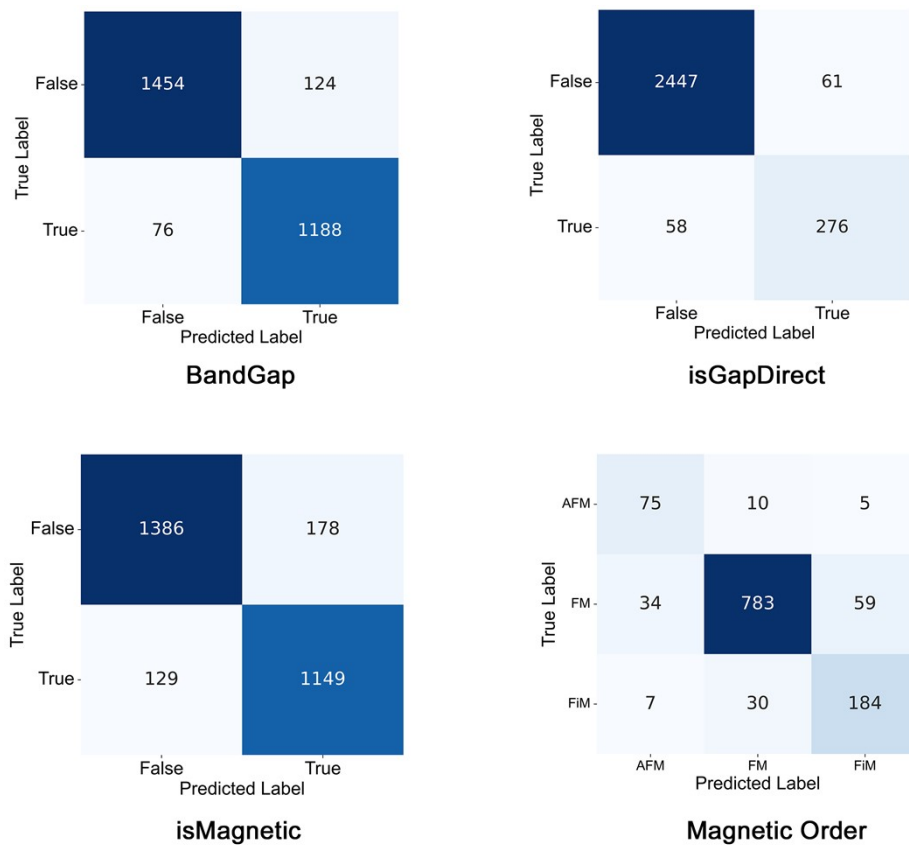 True Label
False
1454 124
True
76 1188
False True
Predicted Label
BandGap
True Label
False
2447 61
True
58 276
False True
Predicted Label
isGapDirect
True Label
False
1386 178
True
129 1149
False True
Predicted Label
isMagnetic
True Label
AFM
75 10 5
FM
34 783 59
FiM
7 30 184
AFM FM FiM
Predicted Label
Magnetic Order